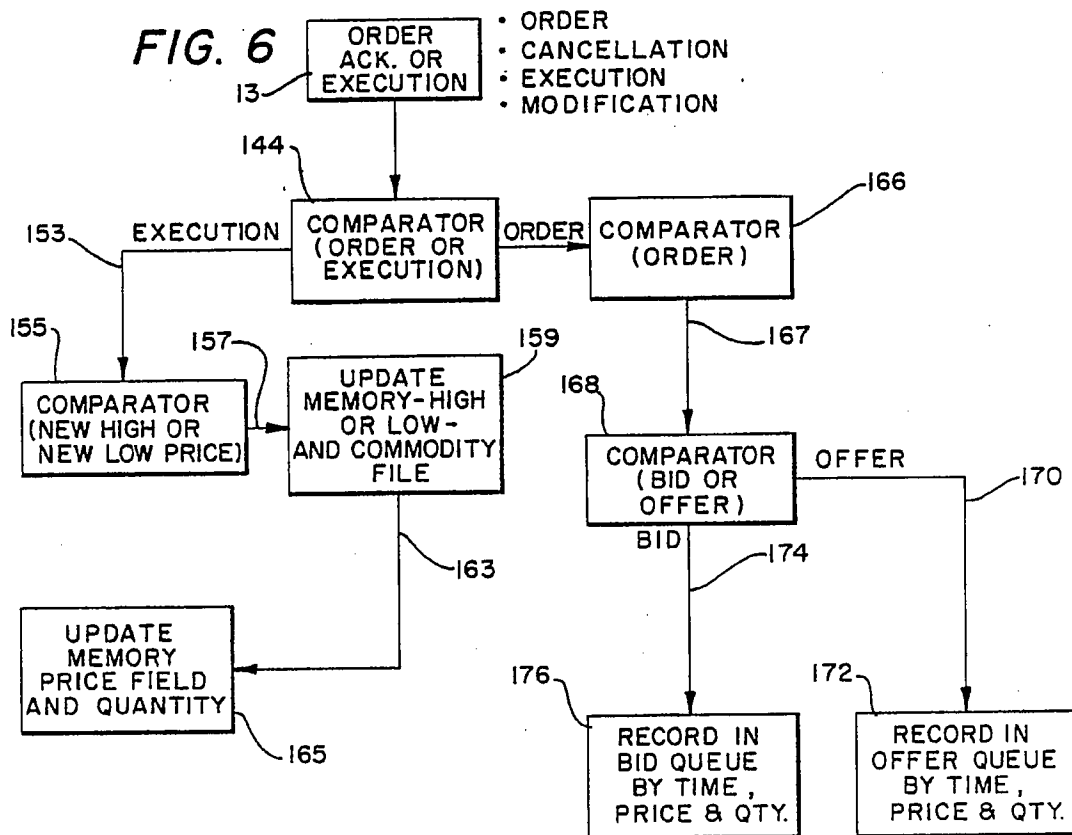 FIG. 6
ORDER
ACK. OR
EXECUTION
13
• ORDER
• CANCELLATION
• EXECUTION
• MODIFICATION
144
166
153
EXECUTION
COMPARATOR
(ORDER OR
EXECUTION)
ORDER
COMPARATOR
(ORDER)
167
155
157
159
COMPARATOR
(NEW HIGH OR
NEW LOW PRICE)
UPDATE
MEMORY-HIGH
OR LOW-
AND COMMODITY
FILE
168
COMPARATOR
(BID OR
OFFER)
OFFER
170
BID
174
163
UPDATE
MEMORY
PRICE FIELD
AND QUANTITY
165
176
RECORD IN
BID QUEUE
BY TIME,
PRICE & QTY.
172
RECORD IN
OFFER QUEUE
BY TIME,
PRICE & QTY.